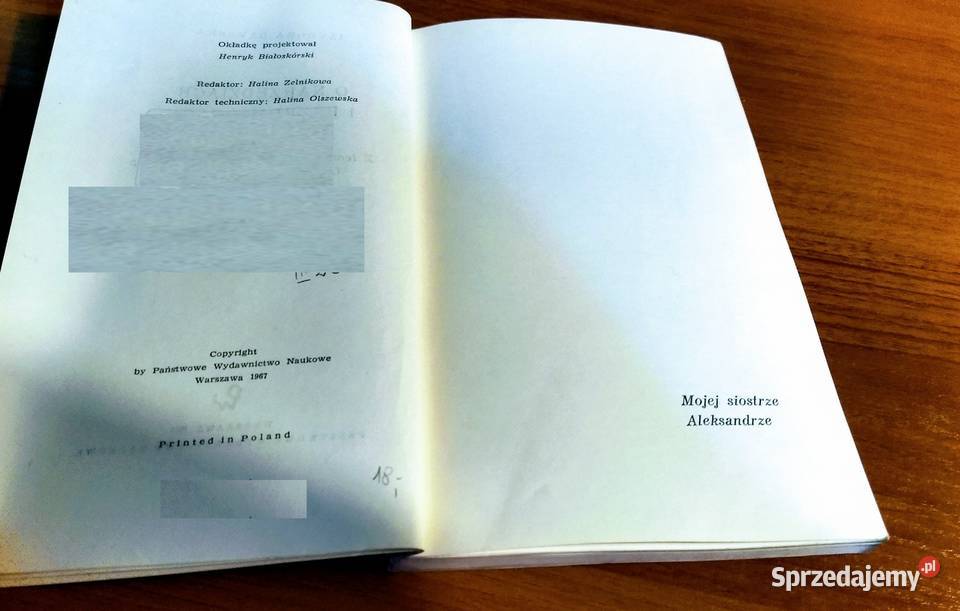 Okładkę projektował
Henryk Białoskórski
Redaktor: Halina Zelnikowa
Redaktor techniczny: Halina Olszewska
Copyright
by Państwowe Wydawnictwo Naukowe
Warszawa 1967
Printed in Poland
18,-
Mojej siostrze
Aleksandrze
Sprzedajemy.pl